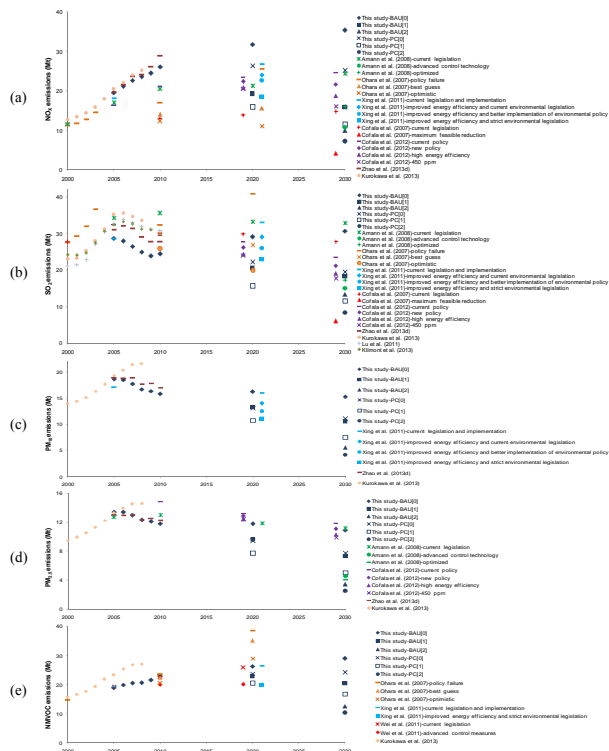 (a)
NOX emissions (Mt)
40
30
20
10
0
2000 2005 2010 2015 2020 2025 2030
This study-BAU[0]
This study-BAU[1]
This study-BAU[2]
This study-PC[0]
This study-PC[1]
This study-PC[2]
Amann et al. (2008)-current legislation
Amann et al. (2008)-advanced control technology
Amann et al. (2008)-optimized
Ohara et al. (2007)-policy failure
Ohara et al. (2007)-best guess
Ohara et al. (2007)-optimistic
Xing et al. (2011)-current legislation and implementation
Xing et al. (2011)-improved energy efficiency and current environmental legislation
Xing et al. (2011)-improved energy efficiency and better implementation of environmental policy
Xing et al. (2011)-improved energy efficiency and strict environmental legislation
Cofala et al. (2007)-current legislation
Cofala et al. (2007)-maximum feasible reduction
Cofala et al. (2012)-current policy
Cofala et al. (2012)-new policy
Cofala et al. (2012)-high energy efficiency
Cofala et al. (2012)-450 ppm
Zhao et al. (2013d)
Kurokawa et al. (2013)
(b)
SO2 emissions (Mt)
50
40
30
20
10
0
2000 2005 2010 2015 2020 2025 2030
This study-BAU[0]
This study-BAU[1]
This study-BAU[2]
This study-PC[0]
This study-PC[1]
This study-PC[2]
Amann et al. (2008)-current legislation
Amann et al. (2008)-advanced control technology
Amann et al. (2008)-optimized
Ohara et al. (2007)-policy failure
Ohara et al. (2007)-best guess
Ohara et al. (2007)-optimistic
Xing et al. (2011)-current legislation and implementation
Xing et al. (2011)-improved energy efficiency and current environmental legislation
Xing et al. (2011)-improved energy efficiency and better implementation of environmental policy
Xing et al. (2011)-improved energy efficiency and strict environmental legislation
Cofala et al. (2007)-current legislation
Cofala et al. (2007)-maximum feasible reduction
Cofala et al. (2012)-current policy
Cofala et al. (2012)-new policy
Cofala et al. (2012)-high energy efficiency
Cofala et al. (2012)-450 ppm
Zhao et al. (2013d)
Kurokawa et al. (2013)
Lu et al. (2011)
Klimont et al. (2013)
(c)
emissions (Mt)
20
15
10
5
0
2000 2005 2010 2015 2020 2025 2030
This study-BAU[0]
This study-BAU[1]
This study-BAU[2]
This study-PC[0]
This study-PC[1]
This study-PC[2]
Xing et al. (2011)-current legislation and implementation
Xing et al. (2011)-improved energy efficiency and current environmental legislation
Xing et al. (2011)-improved energy efficiency and better implementation of environmental policy
Xing et al. (2011)-improved energy efficiency and strict environmental legislation
Zhao et al. (2013d)
Kurokawa et al. (2013)
(d)
PM2.5 emissions (Mt)
16
12
8
4
0
2000 2005 2010 2015 2020 2025 2030
This study-BAU[0]
This study-BAU[1]
This study-BAU[2]
This study-PC[0]
This study-PC[1]
This study-PC[2]
Amann et al. (2008)-current legislation
Amann et al. (2008)-advanced control technology
Amann et al. (2008)-optimized
Cofala et al. (2012)-current policy
Cofala et al. (2012)-new policy
Cofala et al. (2012)-high energy efficiency
Cofala et al. (2012)-450 ppm
Zhao et al. (2013d)
Kurokawa et al. (2013)
(e)
NMVOC emissions (Mt)
40
30
20
10
0
2000 2005 2010 2015 2020 2025 2030
This study-BAU[0]
This study-BAU[1]
This study-BAU[2]
This study-PC[0]
This study-PC[1]
This study-PC[2]
Ohara et al. (2007)-policy failure
Ohara et al. (2007)-best guess
Ohara et al. (2007)-optimistic
Xing et al. (2011)-current legislation and implementation
Xing et al. (2011)-improved energy efficiency and strict environmental legislation
Wei et al. (2011)-current legislation
Wei et al. (2011)-advanced control measures
Kurokawa et al. (2013)